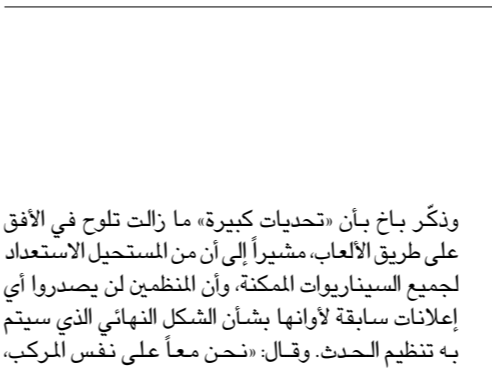 وذكّر باخ بأن «تحديات كبيرة» ما زالت تلوح في الأفق
على طريق الألعاب، مشيراً إلى أن من المستحيل الاستعداد
لجميع السيناريوات الممكنة، وأن المنظمين لن يصدروا أي
إعلانات سابقة لأوانها بشأن الشكل النهائي الذي سيتم
به تنظيم الحدث. وقال: «نحن معاً على نفس المركب،